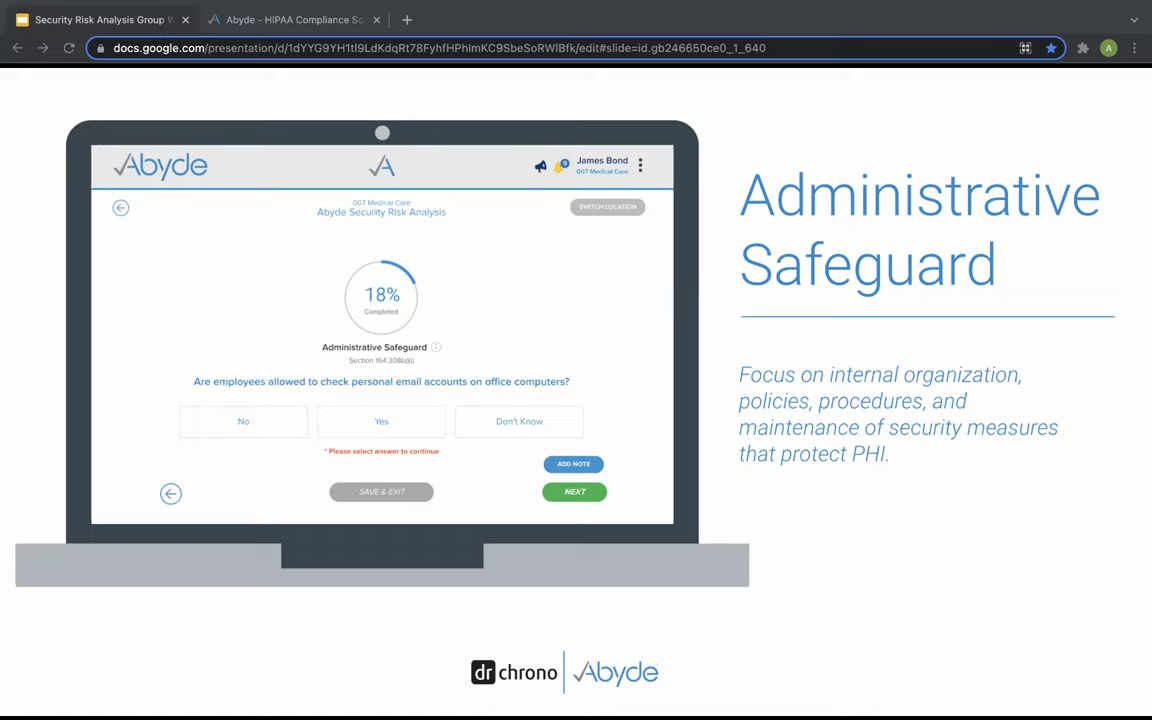 Security Risk Analysis Group W
Abyde - HIPAA Compliance So
docs.google.com/presentation/d/1dYYG9YH1tl9LdKdqRt78FyhfHPhImKC9SbeSoRWlBfk/edit#slide=id.gb246650ce0_1_640
A
Abyde
James Bond
007 Medical Care
007 Medical Care
Abyde Security Risk Analysis
SWITCH LOCATION
18%
Completed
Administrative Safeguard
Section 164.308(a)(i)
Are employees allowed to check personal email accounts on office computers?
No
Yes
Don't Know
* Please select answer to continue
ADD NOTE
SAVE & EXIT
NEXT
Administrative
Safeguard
Focus on internal organization,
policies, procedures, and
maintenance of security measures
that protect PHI.
dr chrono
Abyde